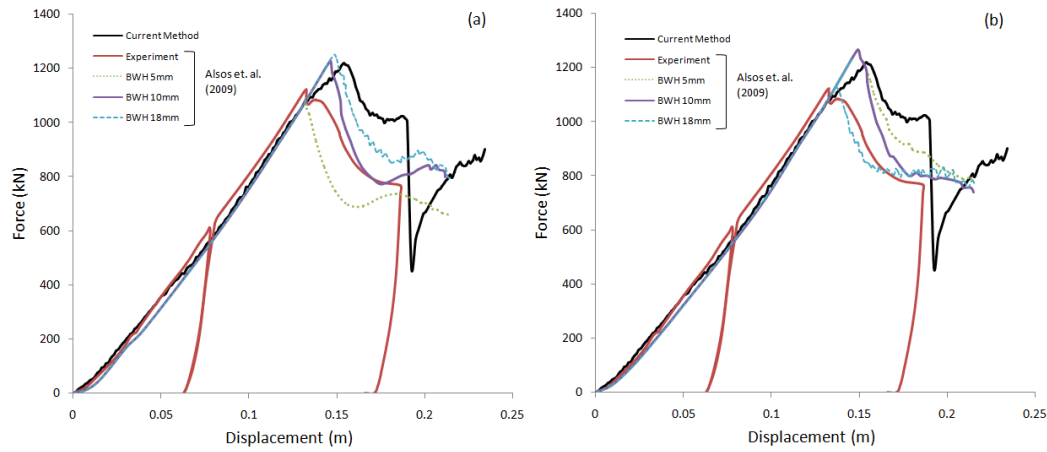 (a)
1400
1200
1000
800
600
400
200
0
Force (kN)
Current Method
Experiment
BWH 5mm
BWH 10mm
BWH 18mm
Alsos et. al.
(2009)
0
0.05
0.1
0.15
0.2
0.25
Displacement (m)
(b)
1400
1200
1000
800
600
400
200
0
Force (kN)
Current Method
Experiment
BWH 5mm
BWH 10mm
BWH 18mm
Alsos et. al.
(2009)
0
0.05
0.1
0.15
0.2
0.25
Displacement (m)